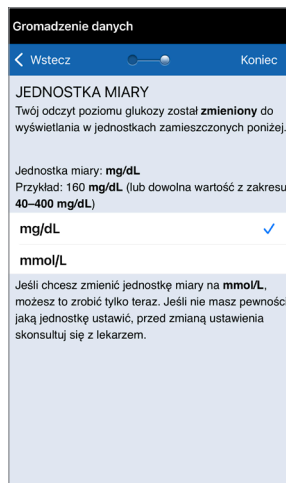 Gromadzenie danych
Wstecz
Koniec
JEDNOSTKA MIARY
Twój odczyt poziomu glukozy został zmieniony do
wyświetlania w jednostkach zamieszczonych poniżej.
Jednostka miary: mg/dL
Przykład: 160 mg/dL (lub dowolna wartość z zakresu
40–400 mg/dL)
mg/dL
mmol/L
Jeśli chcesz zmienić jednostkę miary na mmol/L,
możesz to zrobić tylko teraz. Jeśli nie masz pewności
jaką jednostkę ustawić, przed zmianą ustawienia
skonsultuj się z lekarzem.